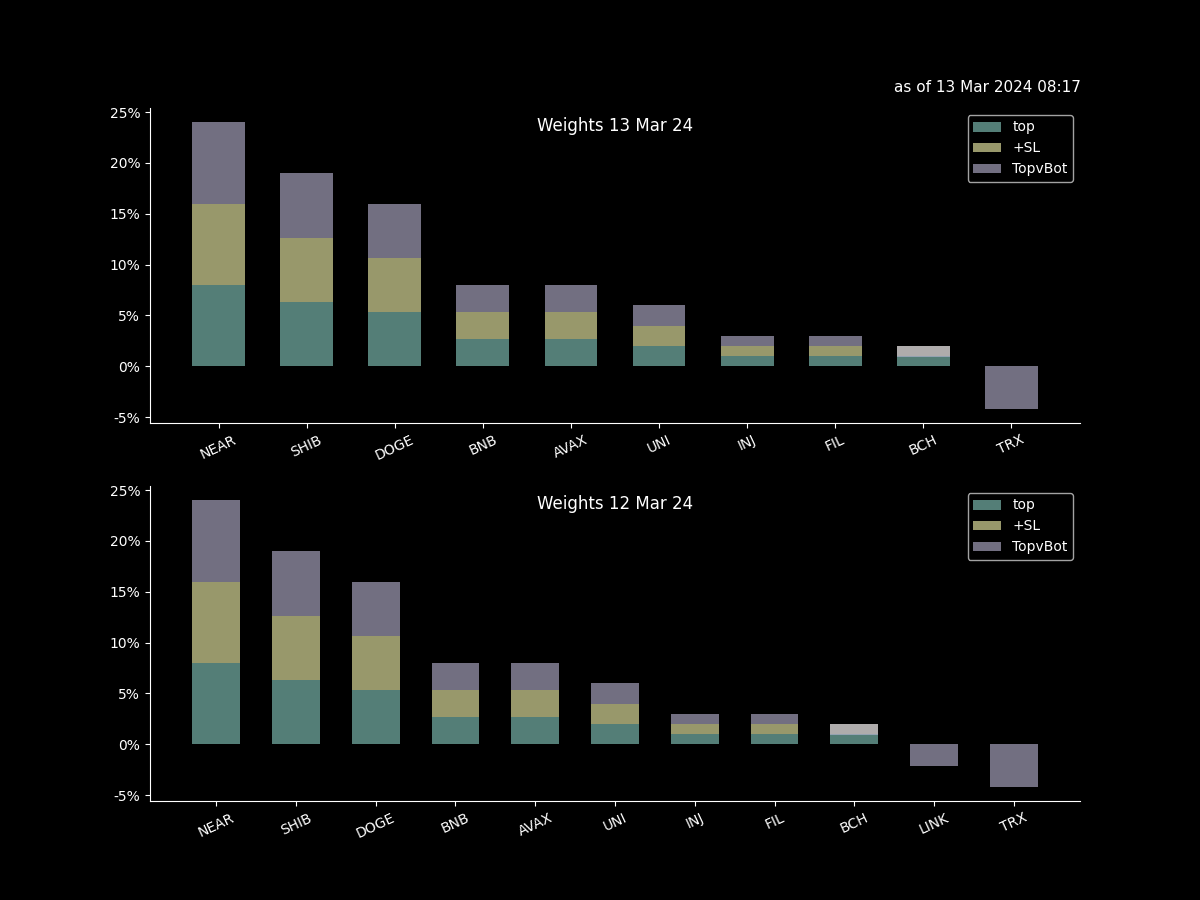 as of 13 Mar 2024 08:17
Weights 13 Mar 24
top
+SL
TopvBot
25%
20%
15%
10%
5%
0%
-5%
NEAR SHIB DOGE BNB AVAX UNI INJ FIL BCH TRX
Weights 12 Mar 24
top
+SL
TopvBot
25%
20%
15%
10%
5%
0%
-5%
NEAR SHIB DOGE BNB AVAX UNI INJ FIL BCH LINK TRX